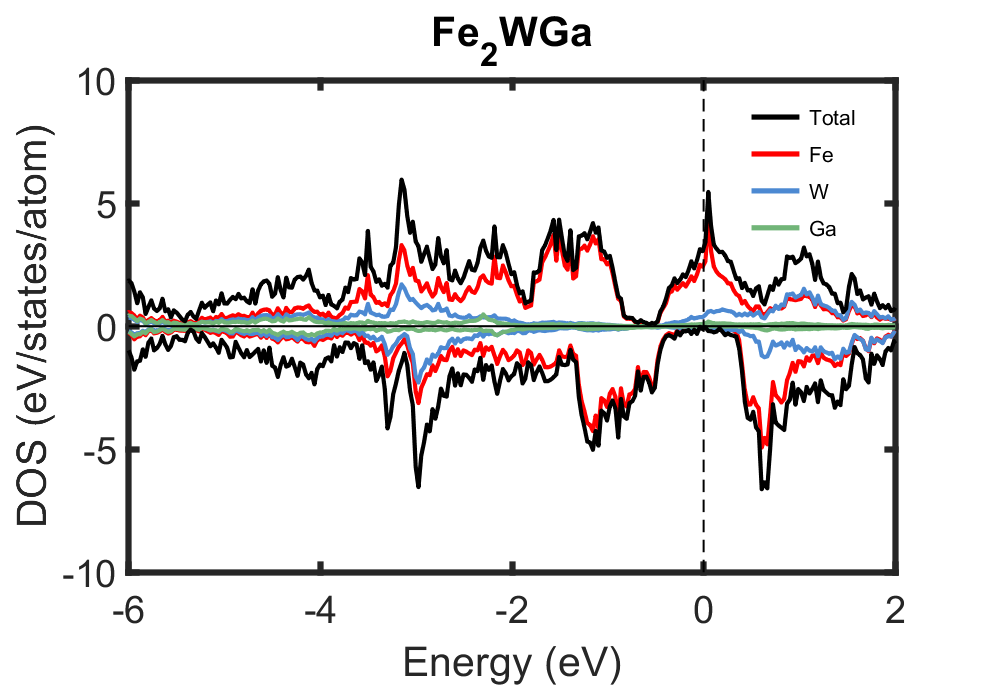 Fe2WGa
10
5
0
-5
-10
DOS (eV/states/atom)
Total
Fe
W
Ga
-6 -4 -2 0 2
Energy (eV)